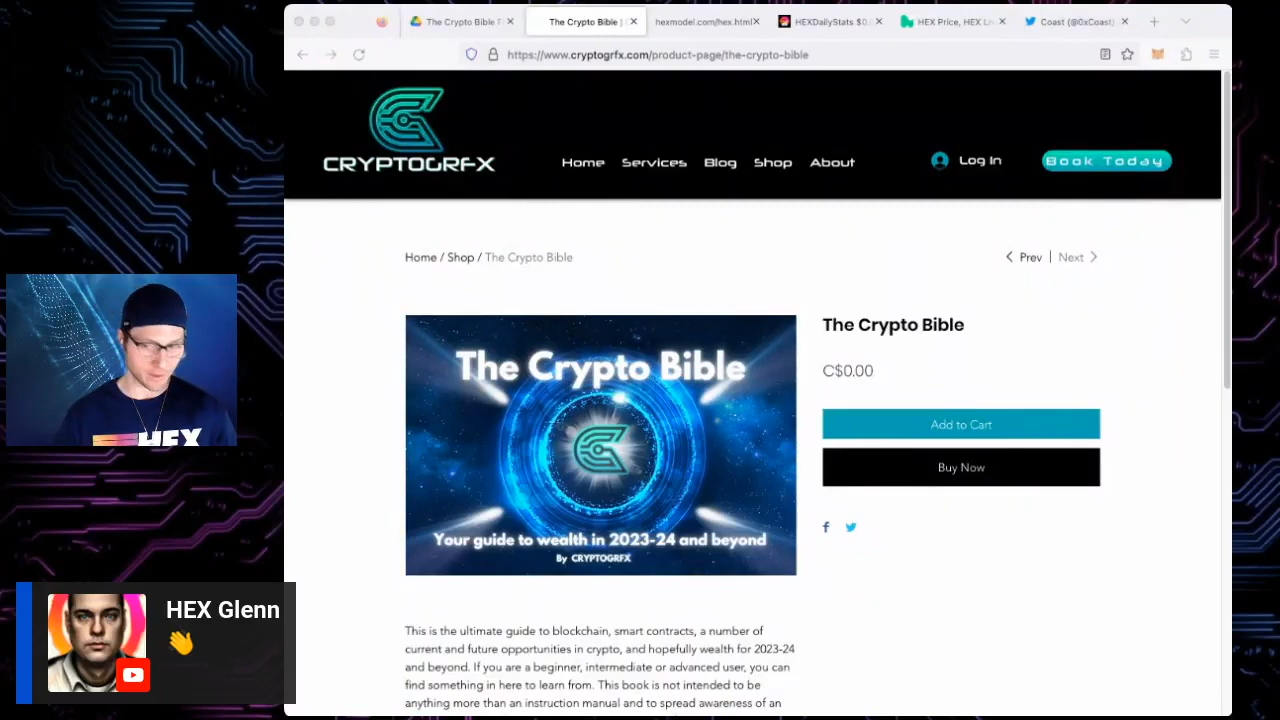 The Crypto Bible F
The Crypto Bible | C
hexmodel.com/hex.html
HEXDailyStats $0.
HEX Price, HEX Li
Coast (@0xCoast)
https://www.cryptogrfx.com/product-page/the-crypto-bible
CRYPTOGRFX
Home
Services
Blog
Shop
About
Log In
Book Today
Home / Shop / The Crypto Bible
Prev | Next
The Crypto Bible
Your guide to wealth in 2023-24 and beyond
By CRYPTOGRFX
The Crypto Bible
C$0.00
Add to Cart
Buy Now
This is the ultimate guide to blockchain, smart contracts, a number of
current and future opportunities in crypto, and hopefully wealth for 2023-24
and beyond. If you are a beginner, intermediate or advanced user, you can
find something in here to learn from. This book is not intended to be
anything more than an instruction manual and to spread awareness of an
HEX
HEX Glenn